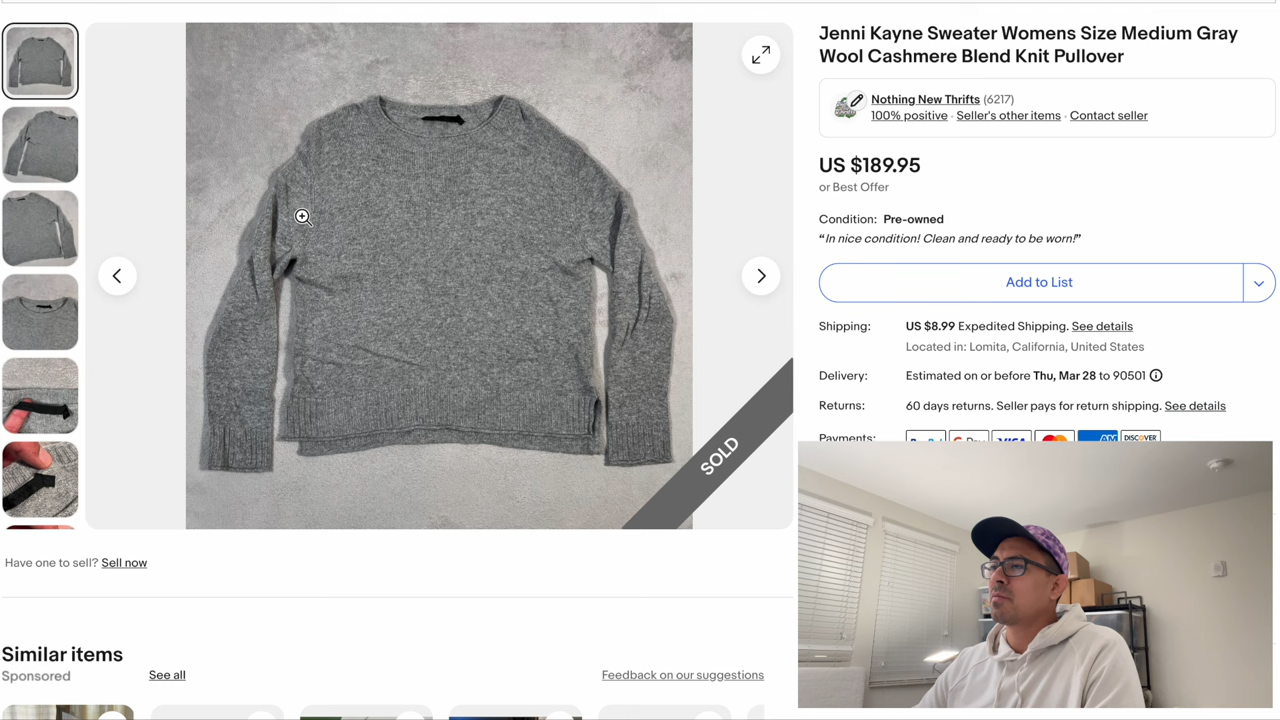 Jenni Kayne Sweater Womens Size Medium Gray
Wool Cashmere Blend Knit Pullover
Nothing New Thrifts (6217)
100% positive · Seller's other items · Contact seller
US $189.95
or Best Offer
Condition: Pre-owned
“In nice condition! Clean and ready to be worn!”
Add to List
Shipping: US $8.99 Expedited Shipping. See details
Located in: Lomita, California, United States
Delivery: Estimated on or before Thu, Mar 28 to 90501
Returns: 60 days returns. Seller pays for return shipping. See details
Payments:
VISA
DISCOVER
SOLD
Have one to sell? Sell now
Similar items
Sponsored
See all
Feedback on our suggestions